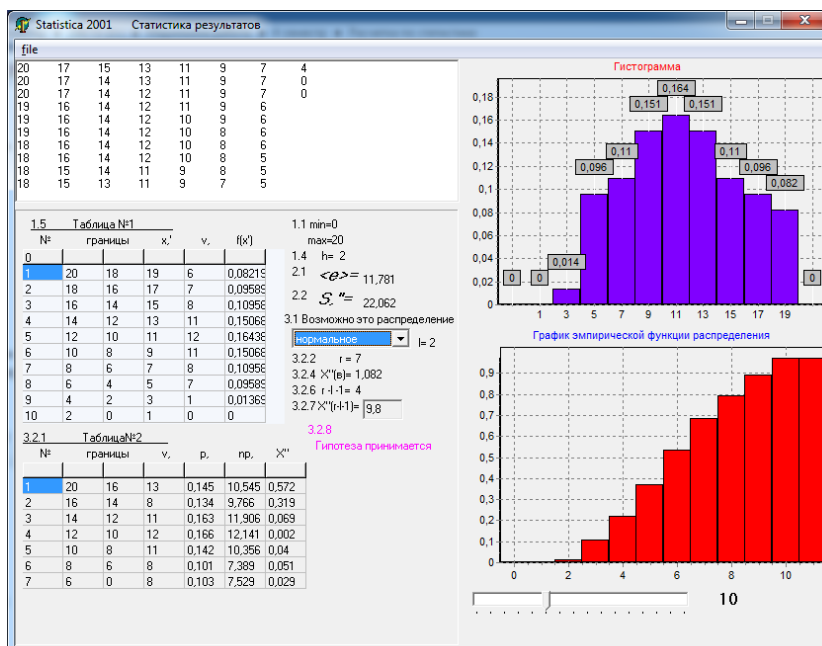 Statistica 2001 Статистика результатов
file
20 17 15 13 11 9 7 4
20 17 14 13 11 9 7 0
20 17 14 12 11 9 7 0
19 16 14 12 11 9 6
19 16 14 12 10 9 6
19 16 14 12 10 8 6
18 16 14 12 10 8 6
18 16 14 12 10 8 5
18 15 14 11 9 8 5
18 15 13 11 9 7 5
1.5 Таблица №1
№ границы x,' v, f(x')
0
1 20 18 19 6 0,08219
2 18 16 17 7 0,09589
3 16 14 15 8 0,10958
4 14 12 13 11 0,15068
5 12 10 11 12 0,16438
6 10 8 9 11 0,15068
7 8 6 7 8 0,10958
8 6 4 5 7 0,09589
9 4 2 3 1 0,01369
10 2 0 1 0 0
1.1 min=0
max=20
1.4 h= 2
2.1 <e>= 11,781
2.2 S,"= 22,062
3.1 Возможно это распределение
нормальное l= 2
3.2.2 r = 7
3.2.4 X"(в)= 1,082
3.2.6 r -l -1= 4
3.2.7 X"(r-l-1)= 9,8
3.2.8
Гипотеза принимается
3.2.1 Таблица№2
№ границы v, p, np, X"
1 20 16 13 0,145 10,545 0,572
2 16 14 8 0,134 9,766 0,319
3 14 12 11 0,163 11,906 0,069
4 12 10 12 0,166 12,141 0,002
5 10 8 11 0,142 10,356 0,04
6 8 6 8 0,101 7,389 0,051
7 6 0 8 0,103 7,529 0,029
Гистограмма
0,18
0,16
0,14
0,12
0,1
0,08
0,06
0,04
0,02
0
0 0 0,014 0,096 0,11 0,151 0,164 0,151 0,11 0,096 0,082 0
1 3 5 7 9 11 13 15 17 19
График эмпирической функции распределения
0,9
0,8
0,7
0,6
0,5
0,4
0,3
0,2
0,1
0
0 2 4 6 8 10
10